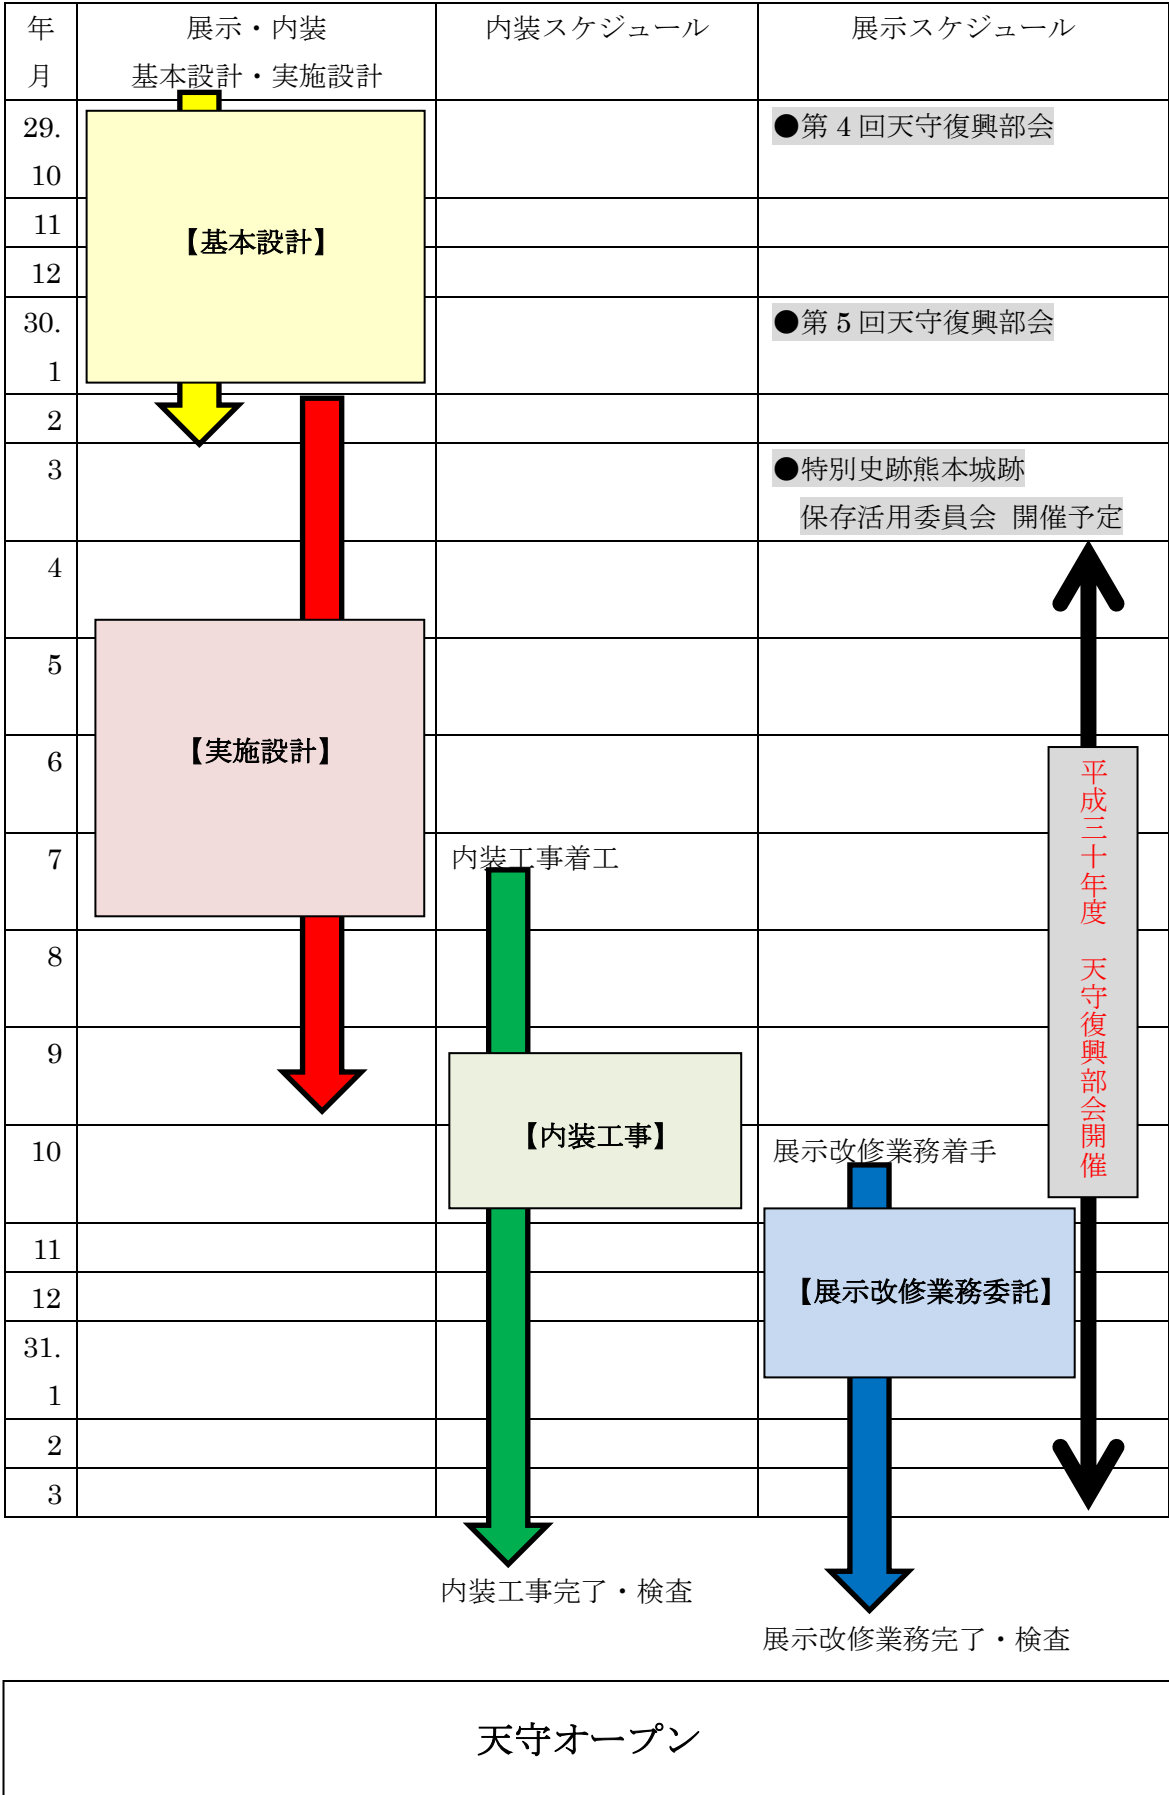 年
月
展示・内装
基本設計・実施設計
内装スケジュール
展示スケジュール
29.
10
●第 4 回天守復興部会
11
【基本設計】
12
30.
1
●第 5 回天守復興部会
2
3
●特別史跡熊本城跡
保存活用委員会 開催予定
4
5
6
【実施設計】
平成三十年度 天守復興部会開催
7
内装工事着工
8
9
【内装工事】
10
展示改修業務着手
11
12
【展示改修業務委託】
31.
1
2
3
内装工事完了・検査
展示改修業務完了・検査
天守オープン